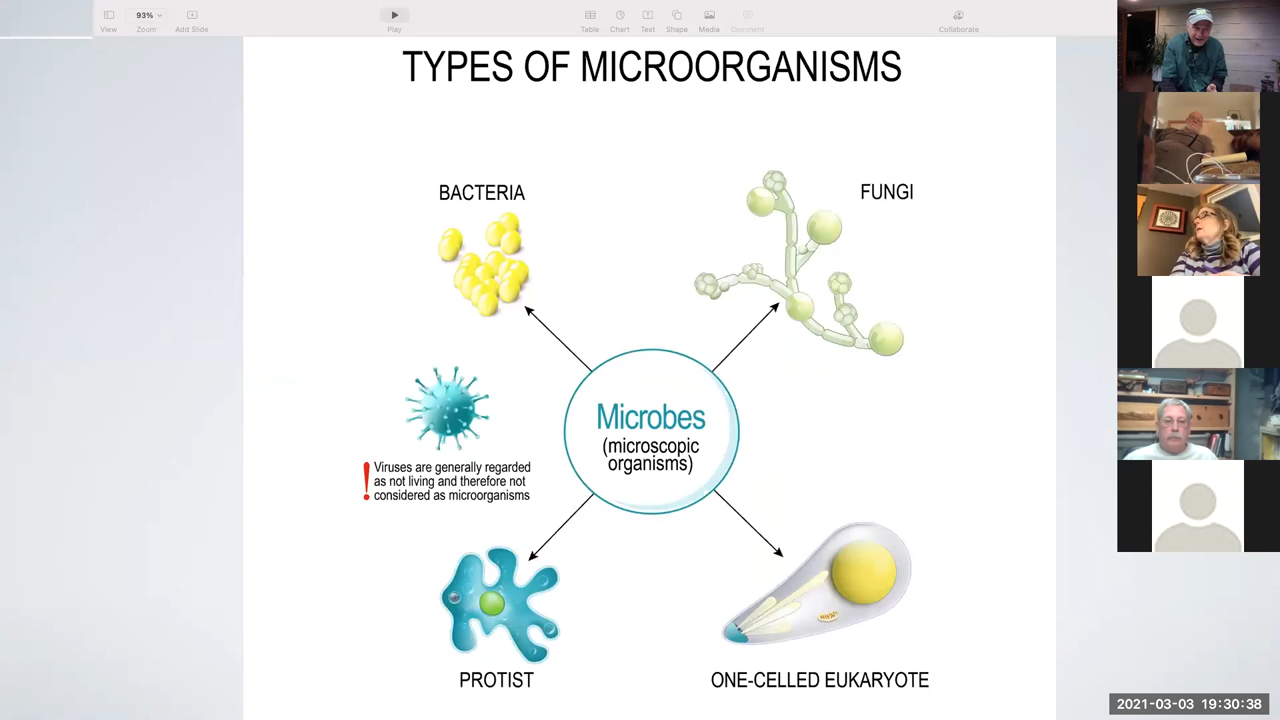 93%
View
Zoom
Add Slide
Play
Table
Chart
Text
Shape
Media
Comment
Collaborate
TYPES OF MICROORGANISMS
BACTERIA
FUNGI
Microbes
(microscopic
organisms)
! Viruses are generally regarded
as not living and therefore not
considered as microorganisms
PROTIST
ONE-CELLED EUKARYOTE
2021-03-03 19:30:38